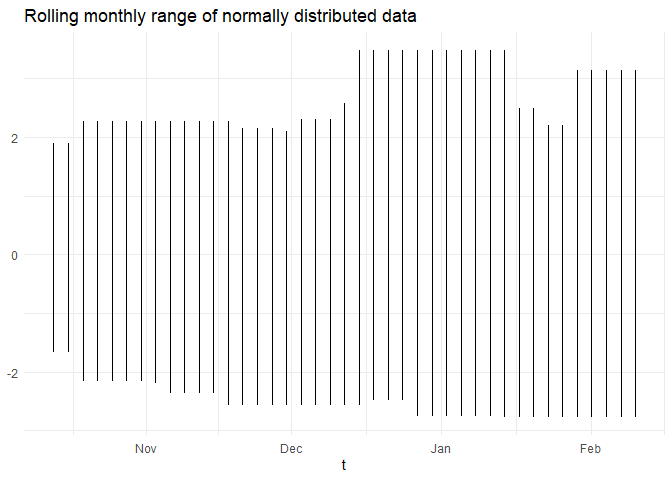 Rolling monthly range of normally distributed data
2
0
-2
Nov
Dec
Jan
Feb
t